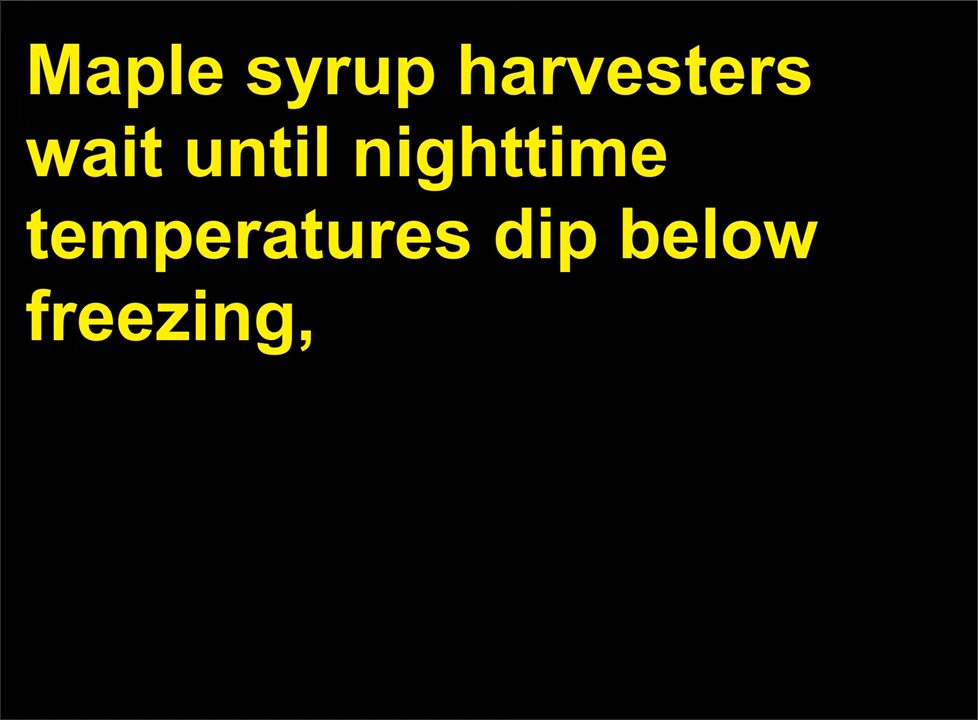 Maple syrup harvesters
wait until nighttime
temperatures dip below
freezing,